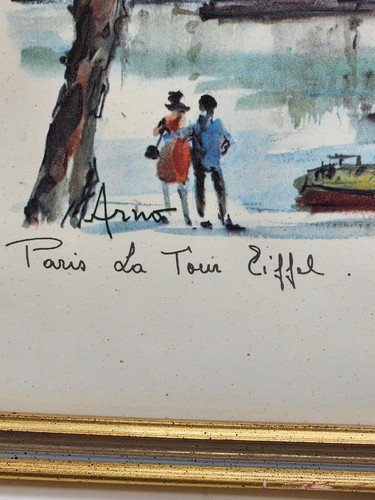 Arno
Paris La Tour Eiffel.